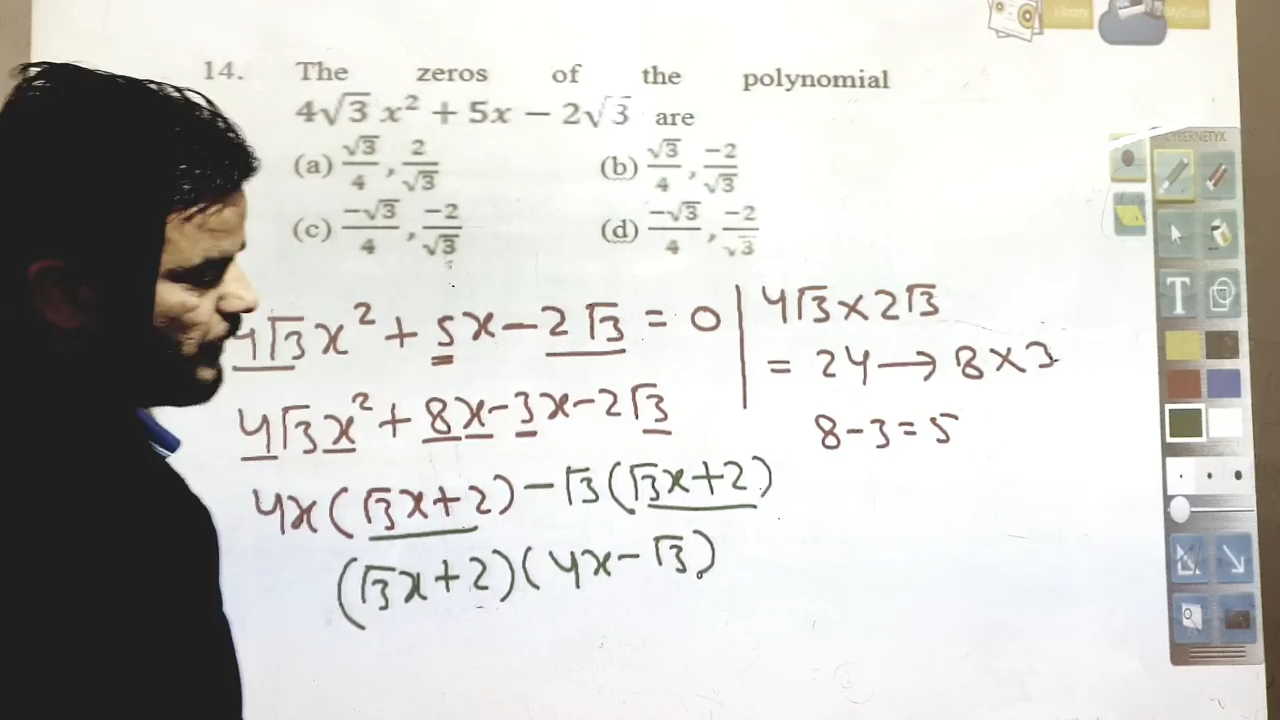 Library
14. The zeros of the polynomial
4√3 x² + 5x − 2√3 are
(a) √3/4 , 2/√3 (b) √3/4 , −2/√3
(c) −√3/4 , −2/√3 (d) −√3/4 , −2/√3
CYBERNETYX
T
4√3x² + 5x − 2√3 = 0
4√3x² + 8x − 3x − 2√3
4x(√3x + 2) − √3(√3x + 2)
(√3x + 2)(4x − √3)
4√3 × 2√3
= 24 → 8 × 3
8 − 3 = 5